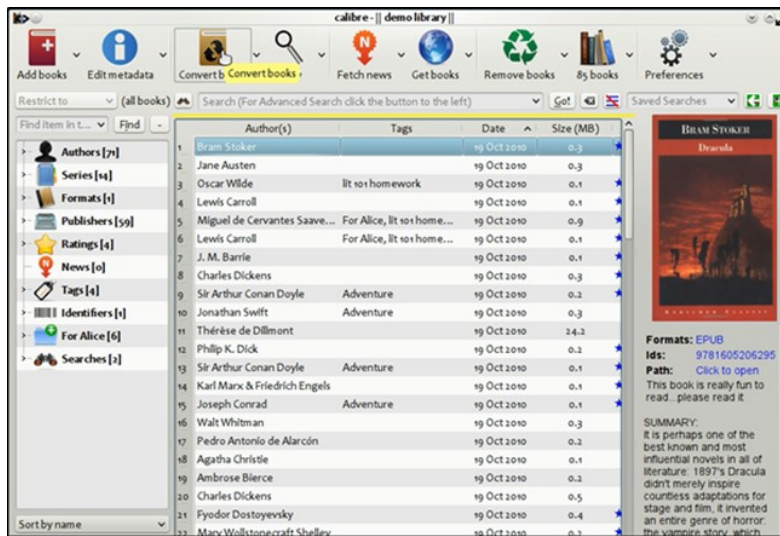 calibre - || demo library ||
Add books Edit metadata Convert b Convert books Fetch news Get books Remove books 85 books Preferences
Restrict to (all books) Search (For Advanced Search click the button to the left) Go! Saved Searches
Find item in t... Find -
Authors [71]
Series [14]
Formats [1]
Publishers [59]
Ratings [4]
News [0]
Tags [4]
Identifiers [1]
For Alice [6]
Searches [2]
Sort by name
Author(s) Tags Date Size (MB)
1 Bram Stoker 19 Oct 2010 0.3
2 Jane Austen 19 Oct 2010 0.3
3 Oscar Wilde lit 101 homework 19 Oct 2010 0.1
4 Lewis Carroll 19 Oct 2010 0.1
5 Miguel de Cervantes Saave... For Alice, lit 101 home... 19 Oct 2010 0.9
6 Lewis Carroll For Alice, lit 101 home... 19 Oct 2010 0.1
7 J. M. Barrie 19 Oct 2010 0.1
8 Charles Dickens 19 Oct 2010 0.3
9 Sir Arthur Conan Doyle Adventure 19 Oct 2010 0.2
10 Jonathan Swift Adventure 19 Oct 2010 0.3
11 Thérèse de Dillmont 19 Oct 2010 24.2
12 Philip K. Dick 19 Oct 2010 0.2
13 Sir Arthur Conan Doyle Adventure 19 Oct 2010 0.1
14 Karl Marx & Friedrich Engels 19 Oct 2010 0.1
15 Joseph Conrad Adventure 19 Oct 2010 0.1
16 Walt Whitman 19 Oct 2010 0.3
17 Pedro Antonio de Alarcón 19 Oct 2010 0.2
18 Agatha Christie 19 Oct 2010 0.1
19 Ambrose Bierce 19 Oct 2010 0.2
20 Charles Dickens 19 Oct 2010 0.5
21 Fyodor Dostoyevsky 19 Oct 2010 0.4
22 Mary Wollstonecraft Shelley 19 Oct 2010 0.2
BRAM STOKER
Dracula
Formats: EPUB
Ids: 9781605206295
Path: Click to open
This book is really fun to
read...please read it
SUMMARY:
It is perhaps one of the
best known and most
influential novels in all of
literature: 1897's Dracula
didn't merely inspire
countless adaptations for
stage and film, it invented
an entire genre of horror:
the vampire story, which